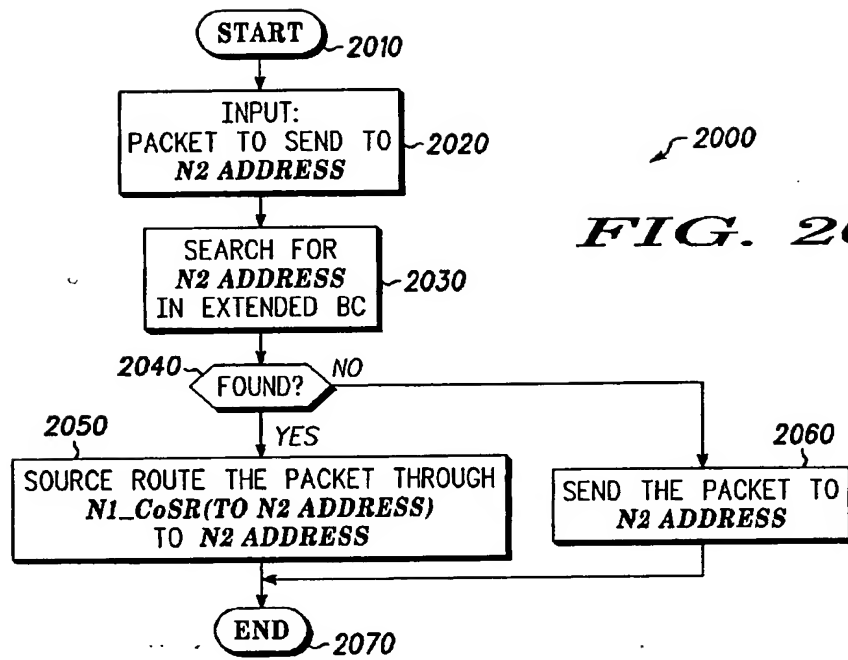 START
2010
INPUT:
PACKET TO SEND TO
N2 ADDRESS
2020
2000
SEARCH FOR
N2 ADDRESS
IN EXTENDED BC
2030
2040
FOUND?
NO
YES
2050
SOURCE ROUTE THE PACKET THROUGH
N1_CoSR(TO N2 ADDRESS)
TO N2 ADDRESS
2060
SEND THE PACKET TO
N2 ADDRESS
END
2070
FIG.